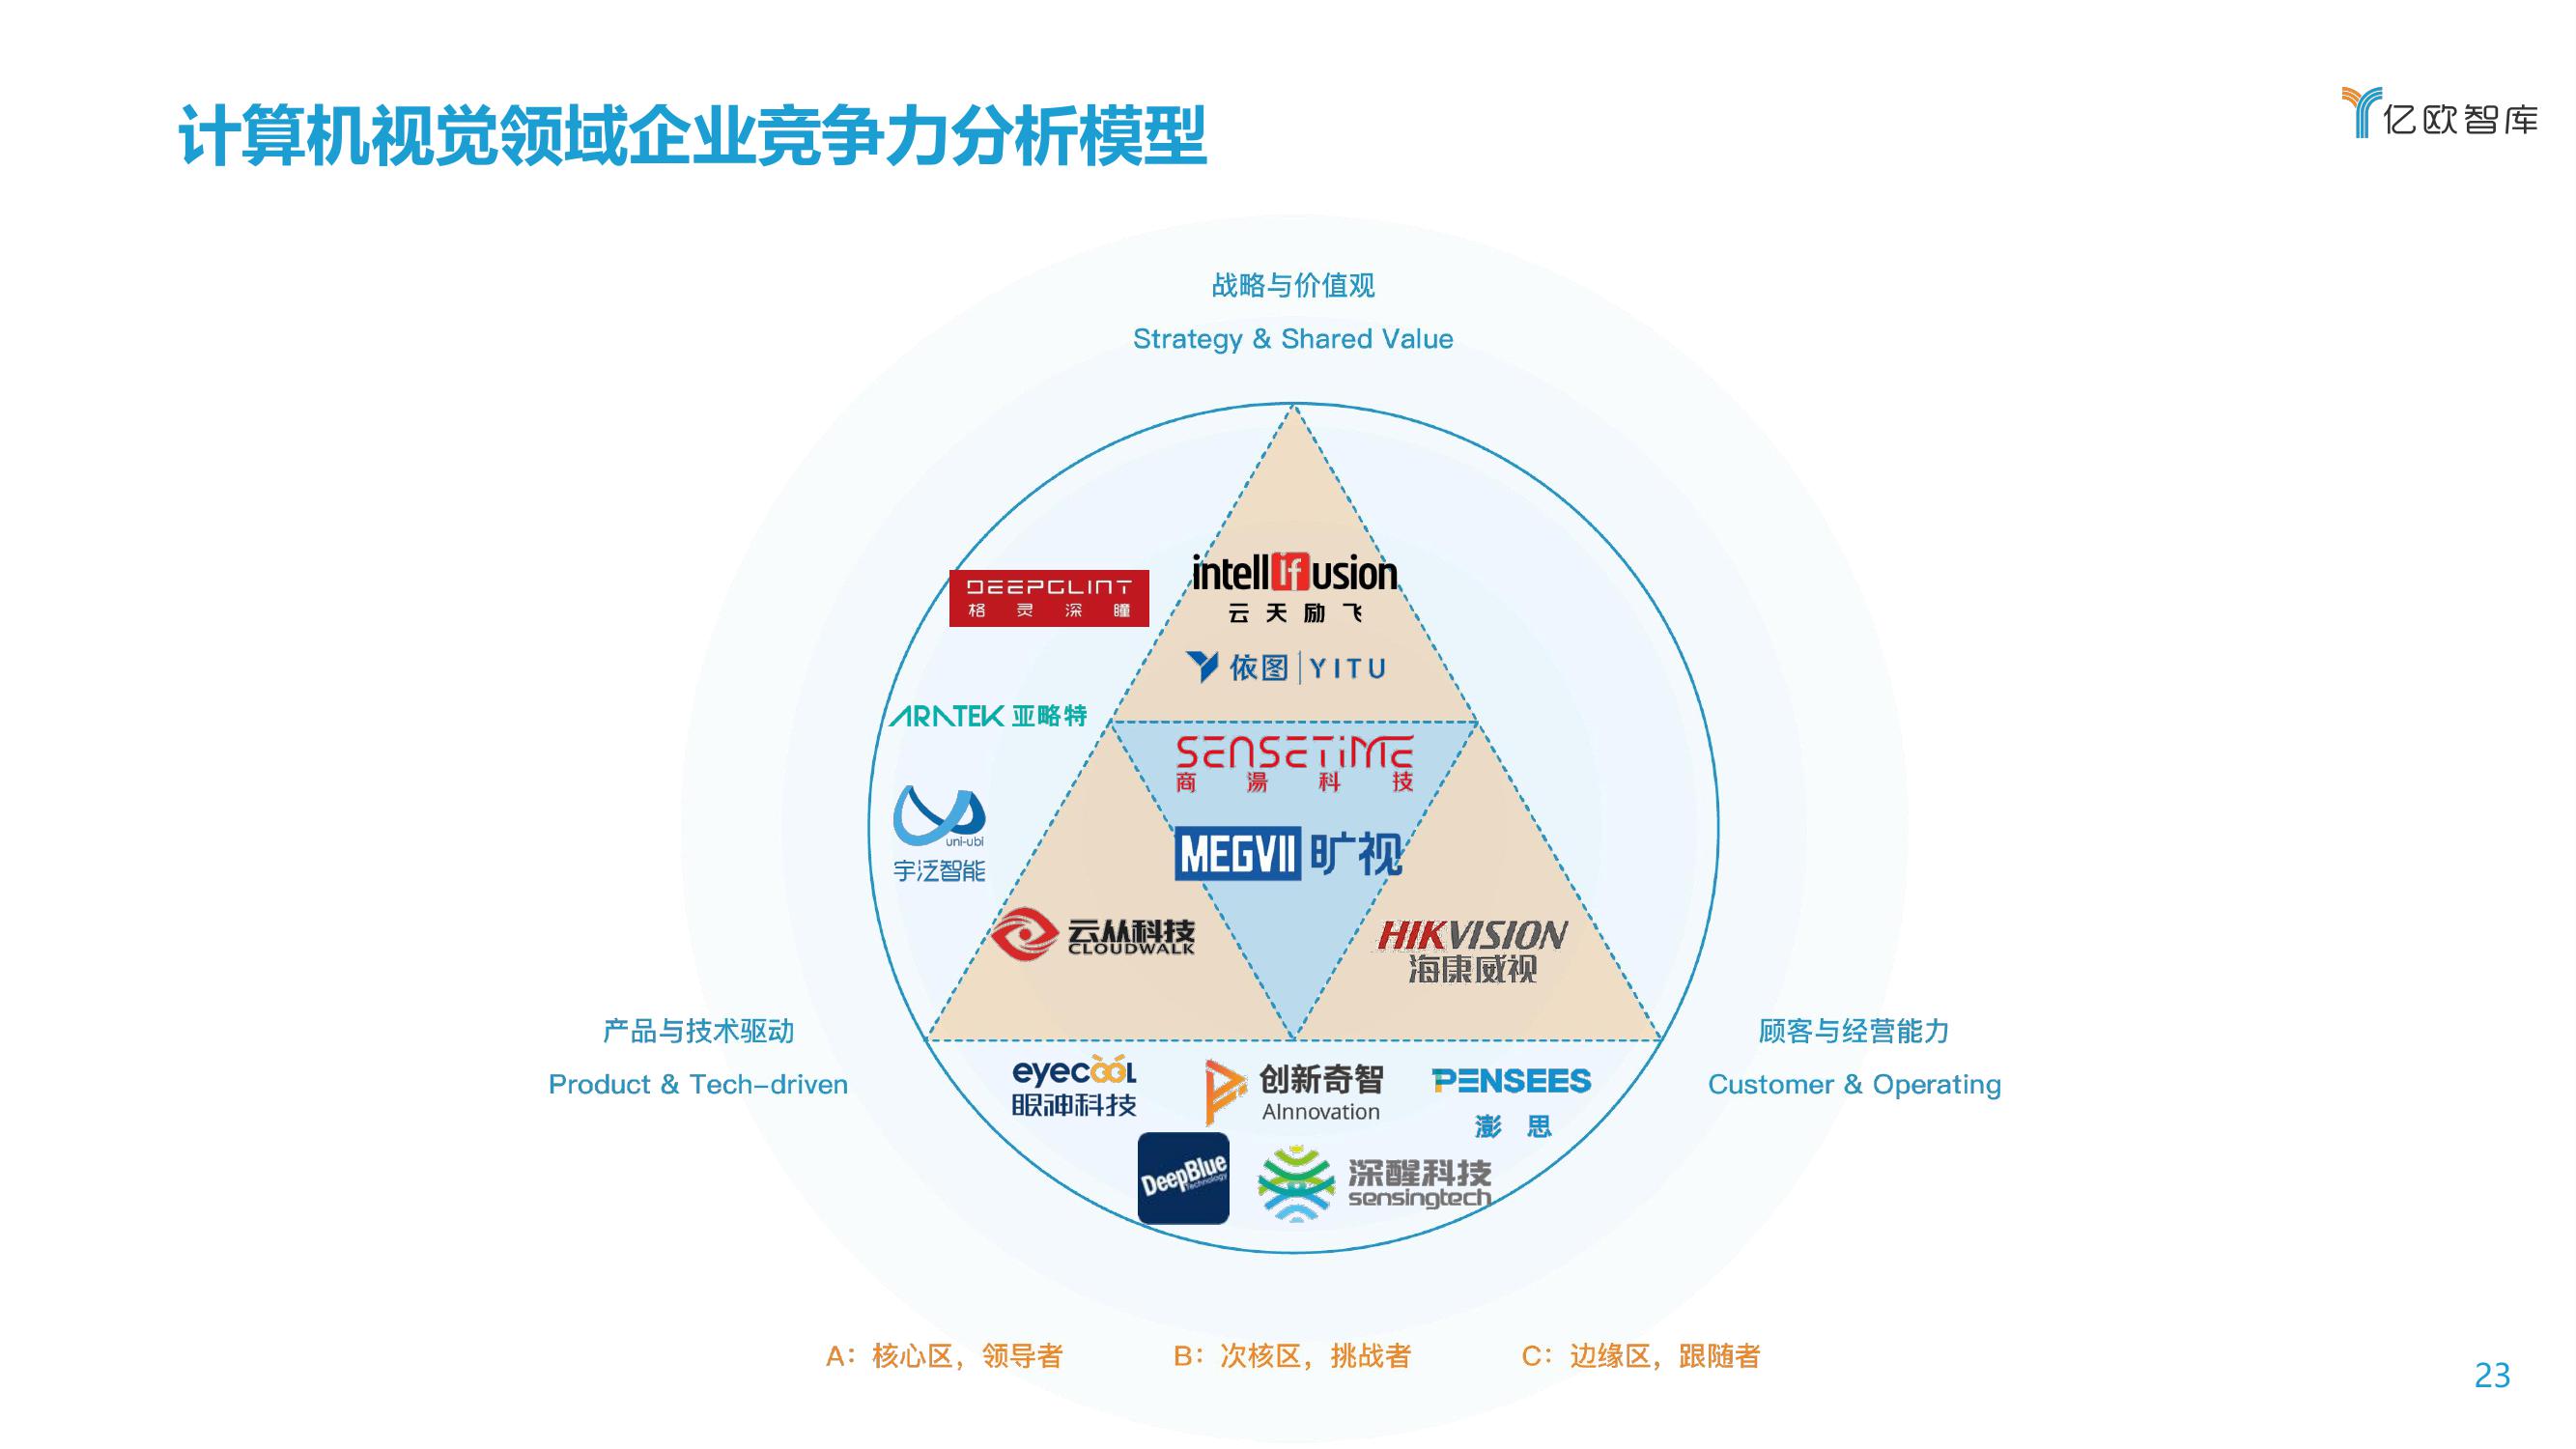 计算机视觉领域企业竞争力分析模型
亿欧智库
战略与价值观
Strategy & Shared Value
DEEPGLINT
格灵深瞳
intellifusion
云天励飞
依图 YITU
ARATEK 亚略特
SENSETIME
商湯科技
uni-ubi
宇泛智能
MEGVII 旷视
云从科技
CLOUDWALK
HIKVISION
海康威视
产品与技术驱动
Product & Tech-driven
顾客与经营能力
Customer & Operating
eyecool
眼神科技
创新奇智
AInnovation
PENSEES
澎思
DeepBlue
Technology
深醒科技
sensingtech
A：核心区，领导者
B：次核区，挑战者
C：边缘区，跟随者
23